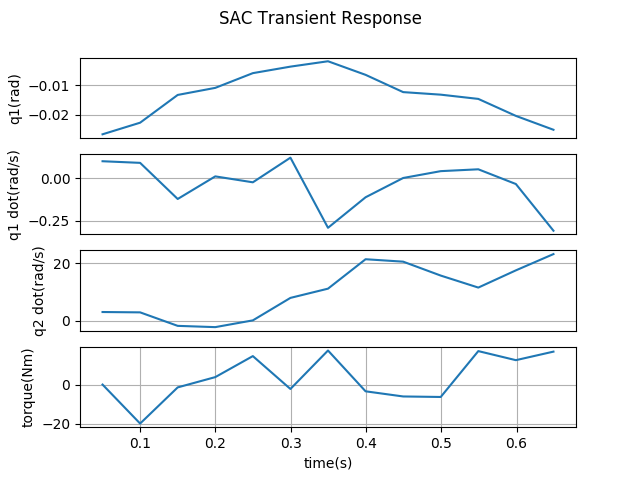 SAC Transient Response
q1(rad)
−0.01
−0.02
q1 dot(rad/s)
0.00
−0.25
q2 dot(rad/s)
20
0
torque(Nm)
0
−20
0.1 0.2 0.3 0.4 0.5 0.6
time(s)